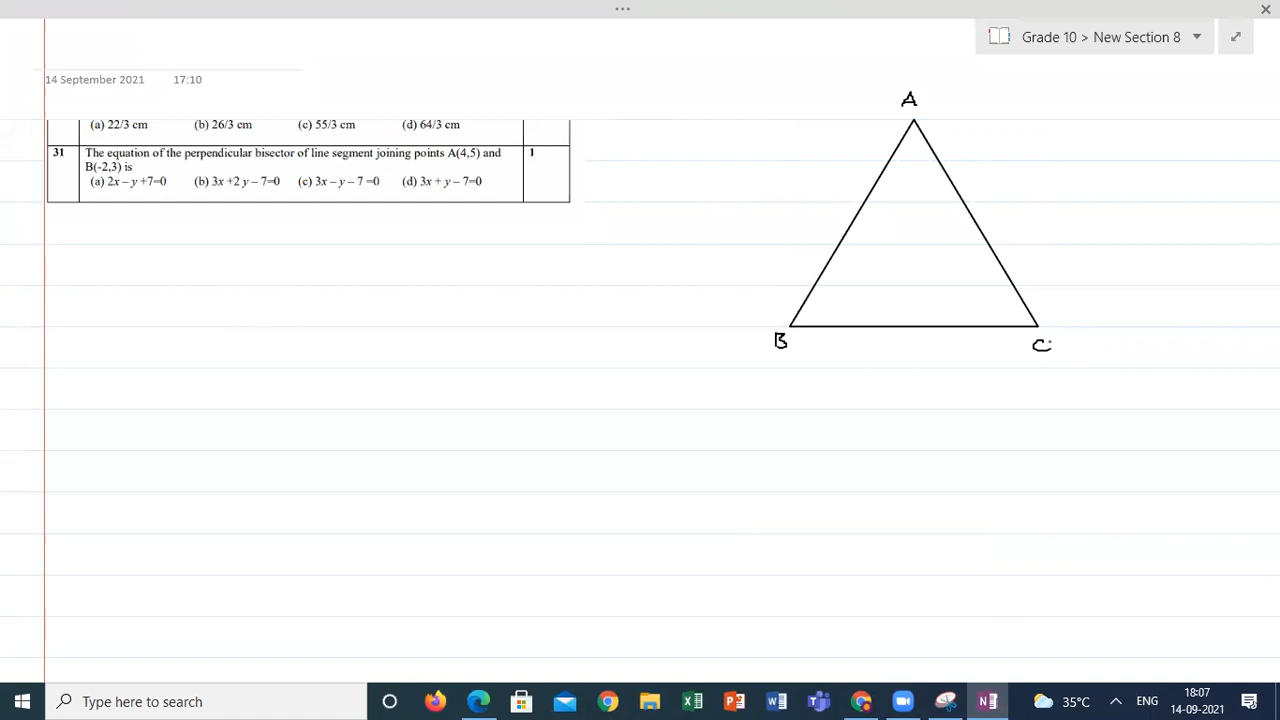 Grade 10 > New Section 8
14 September 2021 17:10
A
(a) 22/3 cm (b) 26/3 cm (c) 55/3 cm (d) 64/3 cm
31 The equation of the perpendicular bisector of line segment joining points A(4,5) and 1
B(-2,3) is
(a) 2x – y +7=0 (b) 3x +2 y – 7=0 (c) 3x – y – 7 =0 (d) 3x + y – 7=0
B C
Type here to search
35°C ENG 18:07
14-09-2021